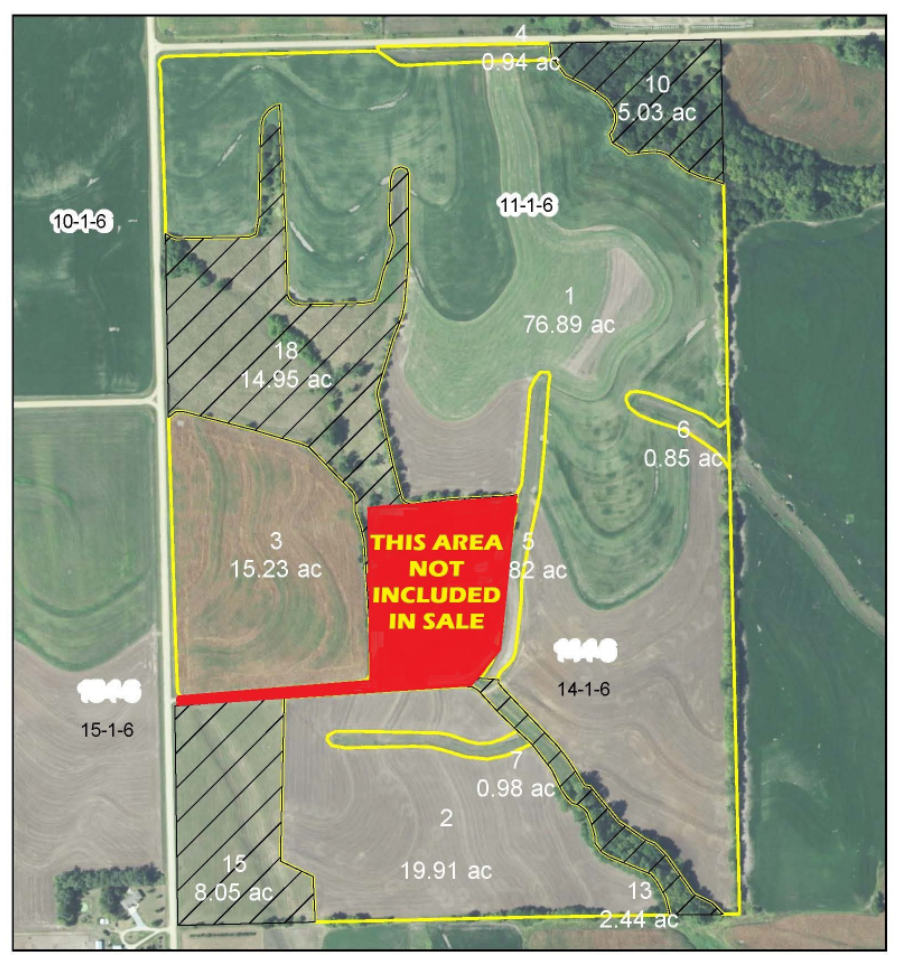 4
0.94 ac
10
5.03 ac
10-1-6
11-1-6
1
76.89 ac
18
14.95 ac
6
0.85 ac
3
15.23 ac
THIS AREA
NOT
INCLUDED
IN SALE
5
82 ac
14-1-6
15-1-6
7
0.98 ac
2
19.91 ac
15
8.05 ac
13
2.44 ac